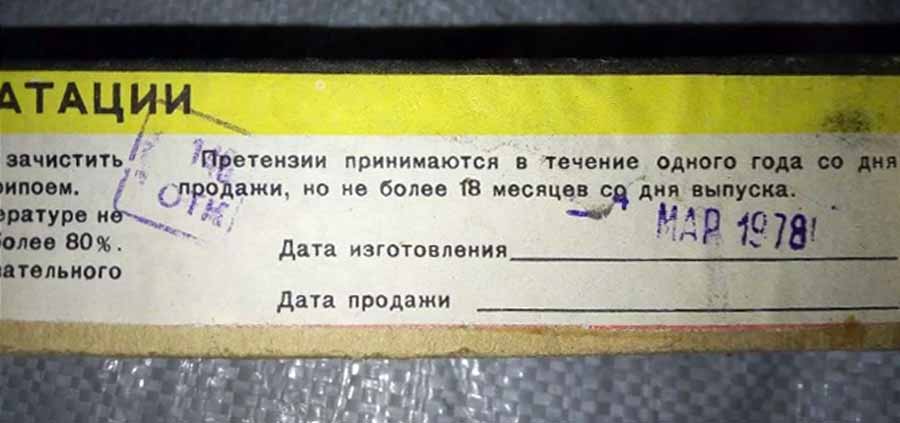 АТАЦИИ
зачистить
рипоем.
ературе не
более 80%.
ательного
ОТК
Претензии принимаются в течение одного года со дня
продажи, но не более 18 месяцев со дня выпуска.
МАР 1978
Дата изготовления
Дата продажи